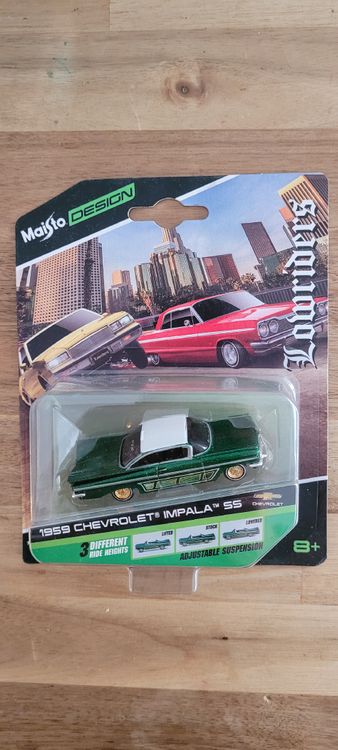 Maisto
DESIGN
Lowriders
1959 CHEVROLET® IMPALA™ SS
CHEVROLET
3 DIFFERENT
RIDE HEIGHTS
LIFTED
STOCK
LOWERED
ADJUSTABLE SUSPENSION
8+